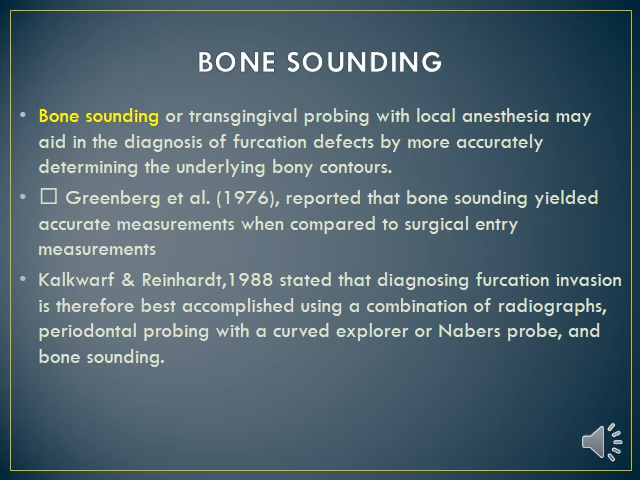 BONE SOUNDING
• Bone sounding or transgingival probing with local anesthesia may
aid in the diagnosis of furcation defects by more accurately
determining the underlying bony contours.
• □ Greenberg et al. (1976), reported that bone sounding yielded
accurate measurements when compared to surgical entry
measurements
• Kalkwarf & Reinhardt,1988 stated that diagnosing furcation invasion
is therefore best accomplished using a combination of radiographs,
periodontal probing with a curved explorer or Nabers probe, and
bone sounding.